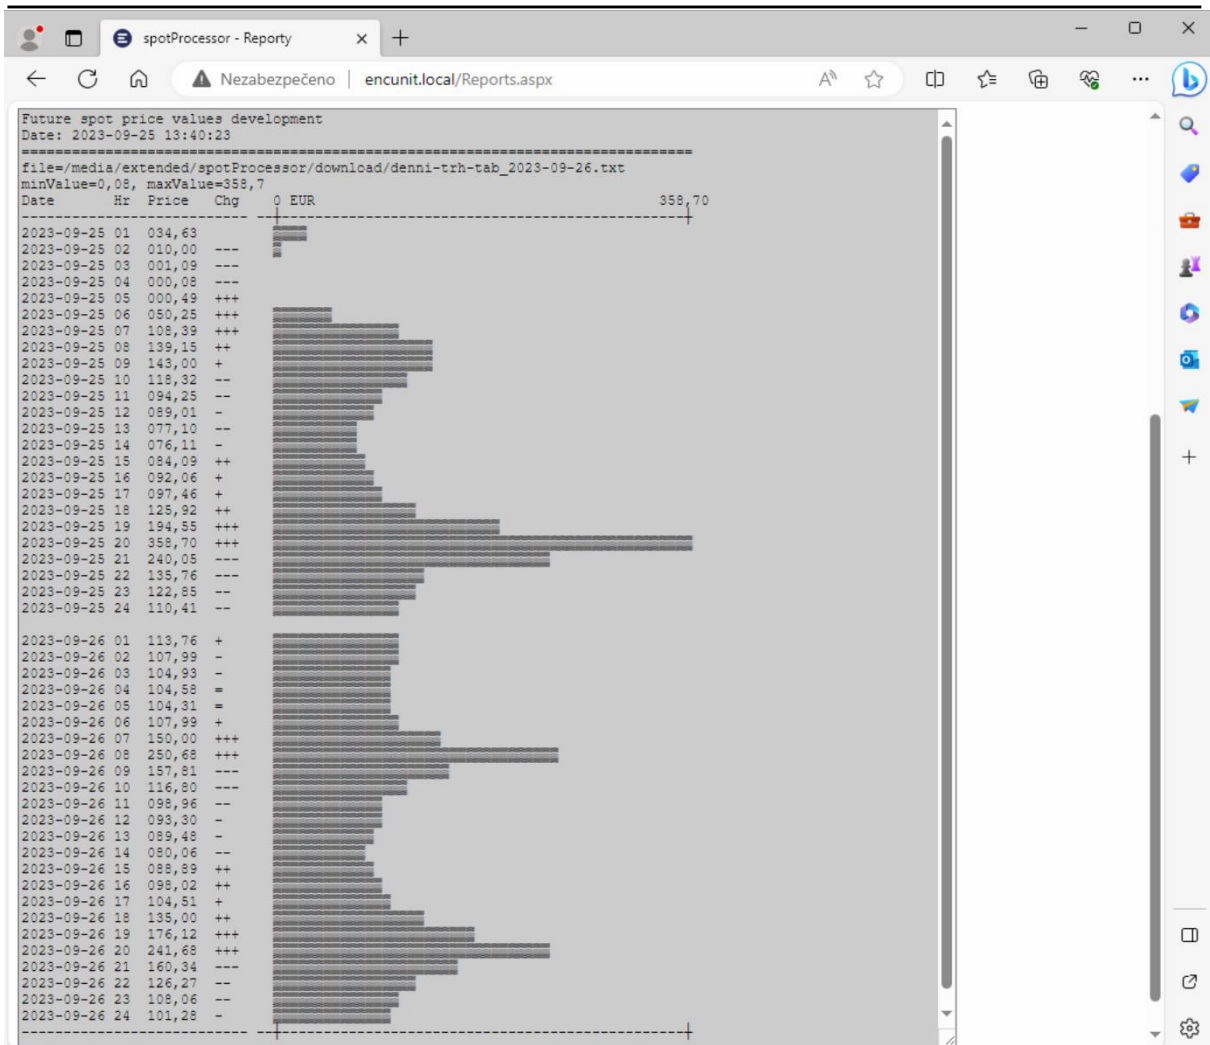 spotProcessor - Reporty
Nezabezpečeno | encunit.local/Reports.aspx
Future spot price values development
Date: 2023-09-25 13:40:23
================================================================================
file=/media/extended/spotProcessor/download/denni-trh-tab_2023-09-26.txt
minValue=0,08, maxValue=358,7
Date Hr Price Chg 0 EUR 358,70
2023-09-25 01 034,63
2023-09-25 02 010,00 ---
2023-09-25 03 001,09 ---
2023-09-25 04 000,08 ---
2023-09-25 05 000,49 +++
2023-09-25 06 050,25 +++
2023-09-25 07 108,39 +++
2023-09-25 08 139,15 ++
2023-09-25 09 143,00 +
2023-09-25 10 118,32 --
2023-09-25 11 094,25 --
2023-09-25 12 089,01 -
2023-09-25 13 077,10 --
2023-09-25 14 076,11 -
2023-09-25 15 084,09 ++
2023-09-25 16 092,06 +
2023-09-25 17 097,46 +
2023-09-25 18 125,92 ++
2023-09-25 19 194,55 +++
2023-09-25 20 358,70 +++
2023-09-25 21 240,05 ---
2023-09-25 22 135,76 ---
2023-09-25 23 122,85 --
2023-09-25 24 110,41 --
2023-09-26 01 113,76 +
2023-09-26 02 107,99 -
2023-09-26 03 104,93 -
2023-09-26 04 104,58 =
2023-09-26 05 104,31 =
2023-09-26 06 107,99 +
2023-09-26 07 150,00 +++
2023-09-26 08 250,68 +++
2023-09-26 09 157,81 ---
2023-09-26 10 116,80 ---
2023-09-26 11 098,96 --
2023-09-26 12 093,30 -
2023-09-26 13 089,48 -
2023-09-26 14 080,06 --
2023-09-26 15 088,89 ++
2023-09-26 16 098,02 ++
2023-09-26 17 104,51 +
2023-09-26 18 135,00 ++
2023-09-26 19 176,12 +++
2023-09-26 20 241,68 +++
2023-09-26 21 160,34 ---
2023-09-26 22 126,27 --
2023-09-26 23 108,06 --
2023-09-26 24 101,28 -